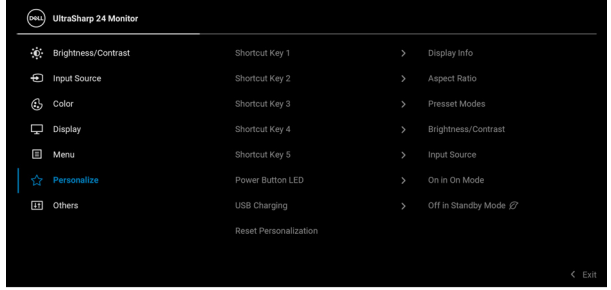 DELL UltraSharp 24 Monitor
Brightness/Contrast Shortcut Key 1 Display Info
Input Source Shortcut Key 2 Aspect Ratio
Color Shortcut Key 3 Presset Modes
Display Shortcut Key 4 Brightness/Contrast
Menu Shortcut Key 5 Input Source
Personalize Power Button LED On in On Mode
Others USB Charging Off in Standby Mode
Reset Personalization
Exit